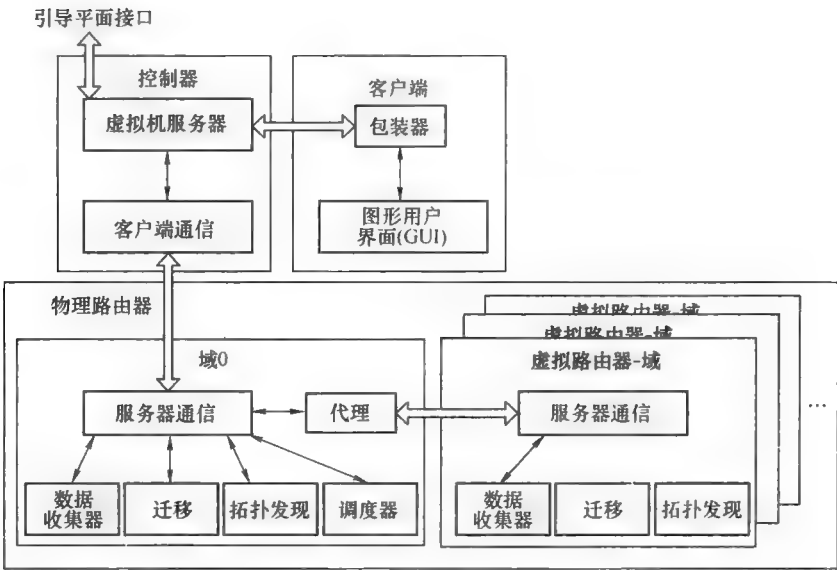 引导平面接口
控制器
客户端
虚拟机服务器
包装器
客户端通信
图形用户
界面(GUI)
物理路由器
虚拟路由器-域
虚拟路由器-域
域0
虚拟路由器-域
服务器通信
代理
服务器通信
...
数据
收集器
迁移
拓扑发现
调度器
数据
收集器
迁移
拓扑发现